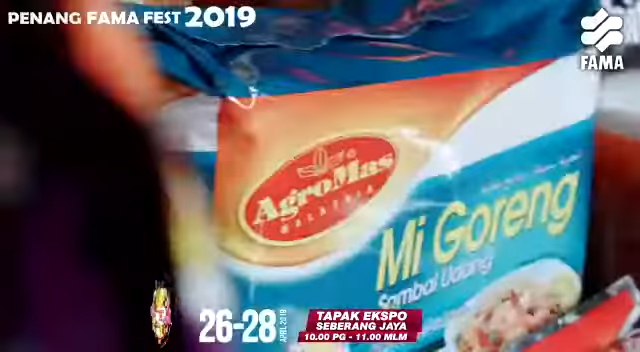 PENANG FAMA FEST 2019
FAMA
AgroMas
MALAYSIA
Mi Goreng
Sambal Udang
26-28
APRIL 2019
TAPAK EKSPO
SEBERANG JAYA
10.00 PG - 11.00 MLM